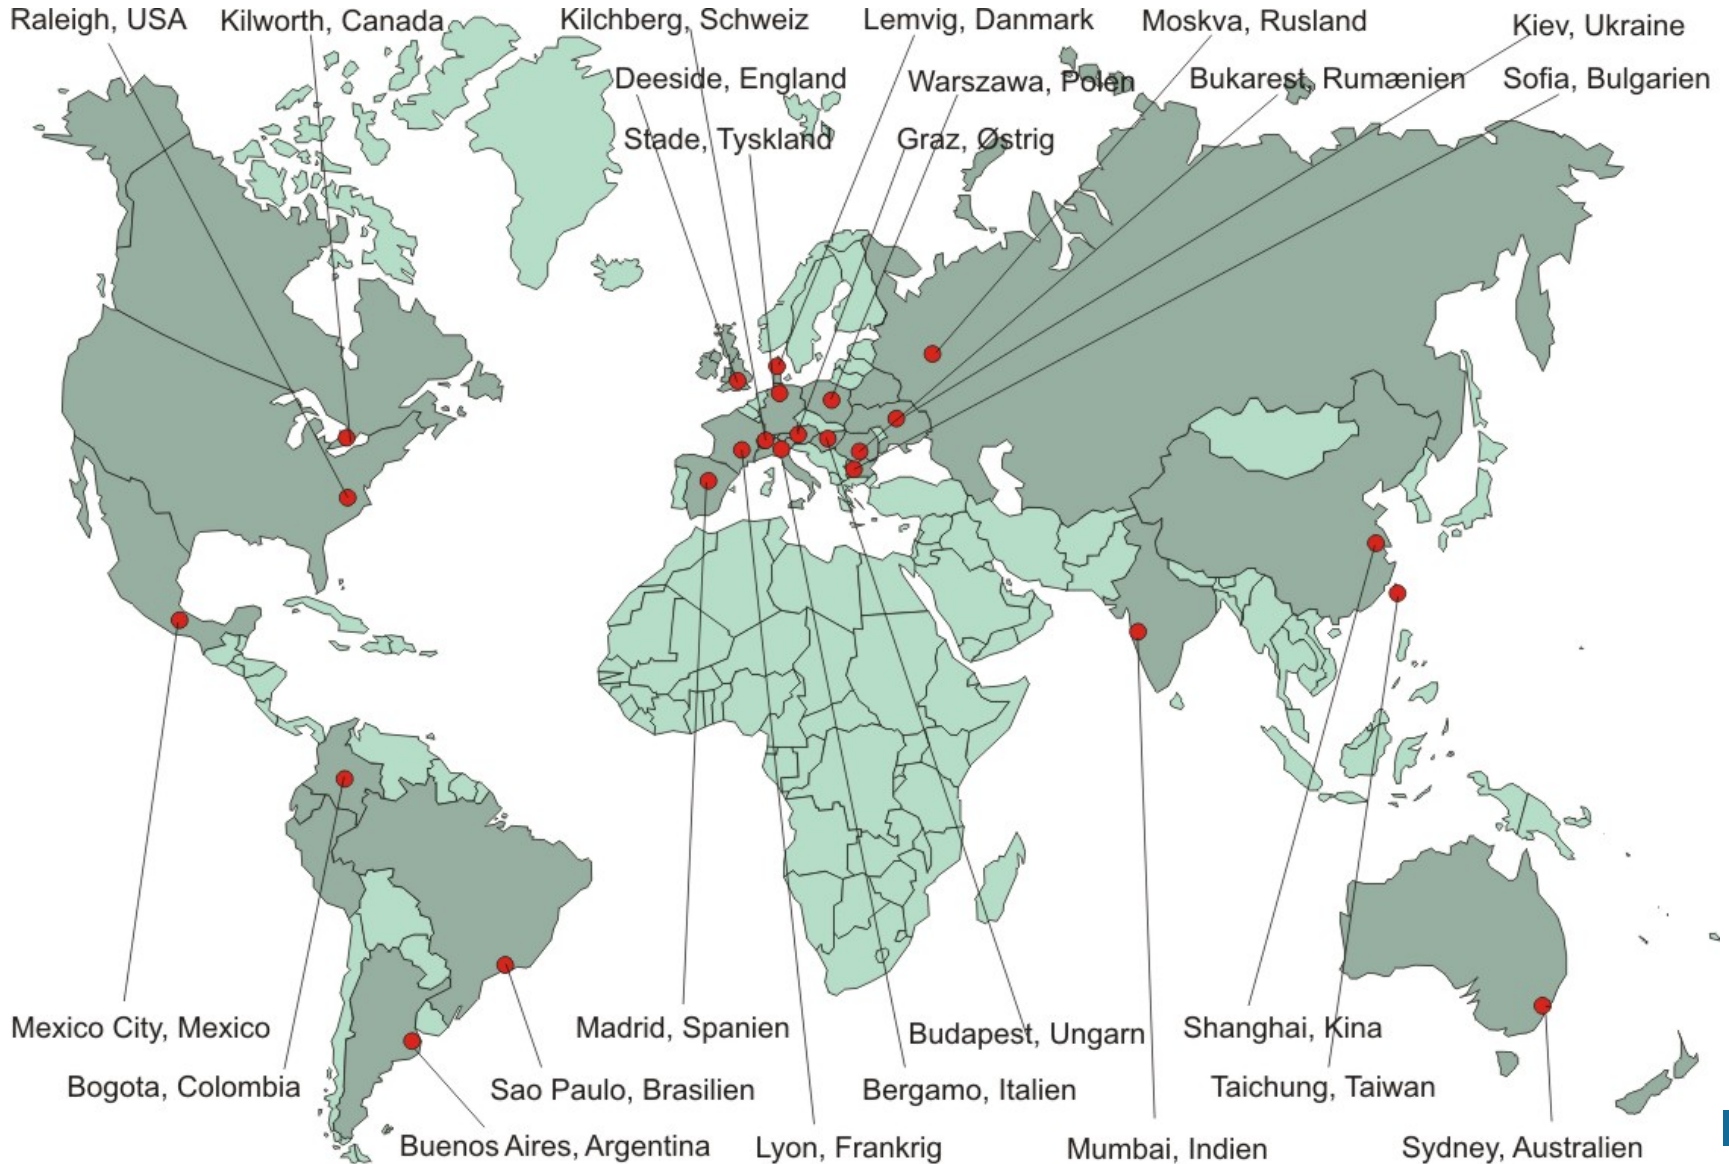 Raleigh, USA
Kilworth, Canada
Kilchberg, Schweiz
Lemvig, Danmark
Moskva, Rusland
Kiev, Ukraine
Deeside, England
Warszawa, Polen
Bukarest, Rumænien
Sofia, Bulgarien
Stade, Tyskland
Graz, Østrig
Mexico City, Mexico
Madrid, Spanien
Budapest, Ungarn
Shanghai, Kina
Bogota, Colombia
Sao Paulo, Brasilien
Bergamo, Italien
Taichung, Taiwan
Buenos Aires, Argentina
Lyon, Frankrig
Mumbai, Indien
Sydney, Australien